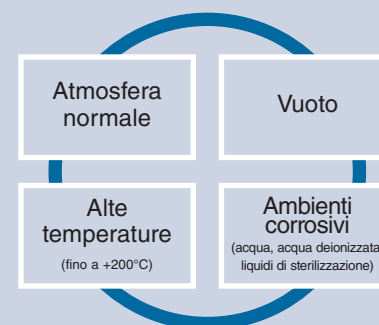 Atmosfera
normale
Vuoto
Alte
temperature
(fino a +200°C)
Ambienti
corrosivi
(acqua, acqua deionizzata
liquidi di sterilizzazione)